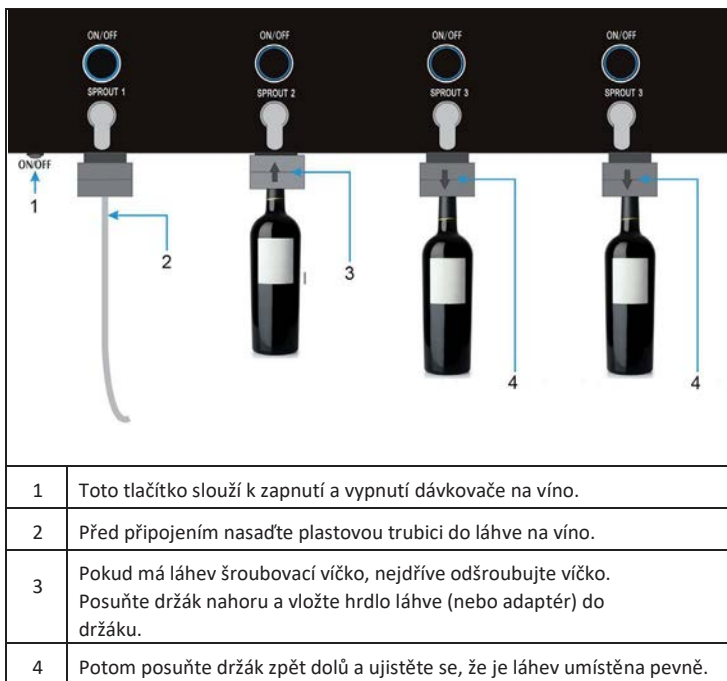 ON/OFF ON/OFF ON/OFF ON/OFF
SPROUT 1 SPROUT 2 SPROUT 3 SPROUT 3
ON/OFF
1
2
3
4
4
1 Toto tlačítko slouží k zapnutí a vypnutí dávkovače na víno.
2 Před připojením nasaďte plastovou trubici do láhve na víno.
3 Pokud má láhev šroubovací víčko, nejdříve odšroubujte víčko.
Posuňte držák nahoru a vložte hrdlo láhve (nebo adaptér) do
držáku.
4 Potom posuňte držák zpět dolů a ujistěte se, že je láhev umístěna pevně.